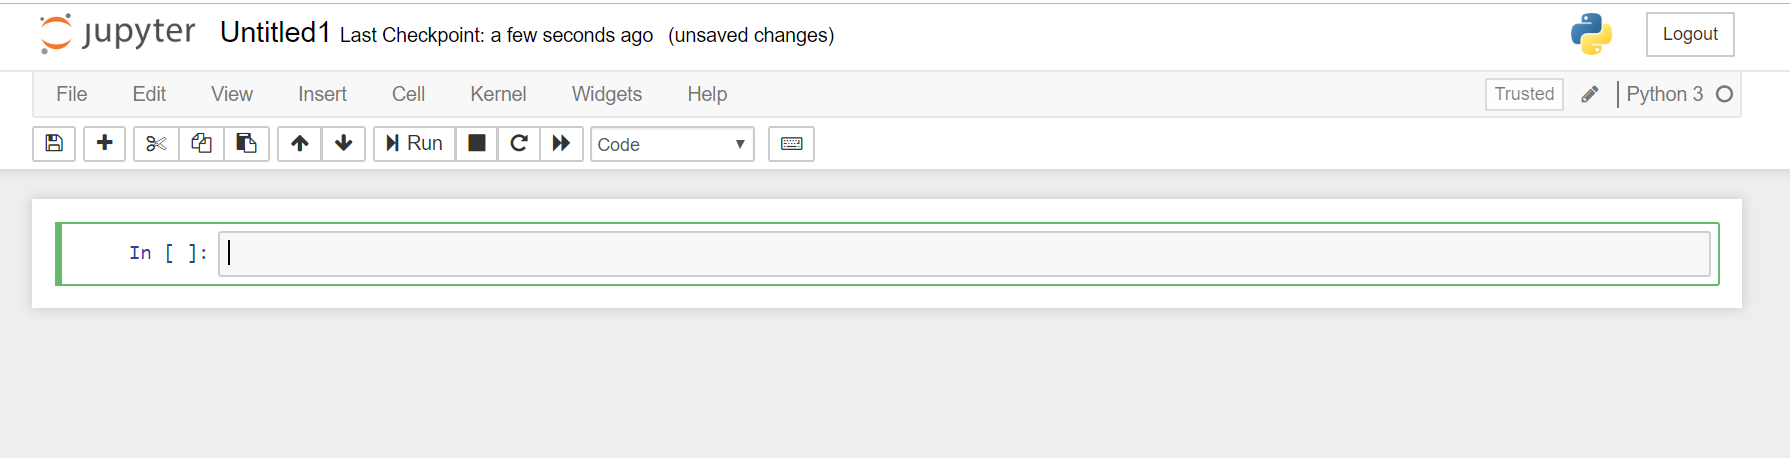 jupyter Untitled1 Last Checkpoint: a few seconds ago (unsaved changes) Logout
File Edit View Insert Cell Kernel Widgets Help Trusted Python 3
Run Code
In [ ]: